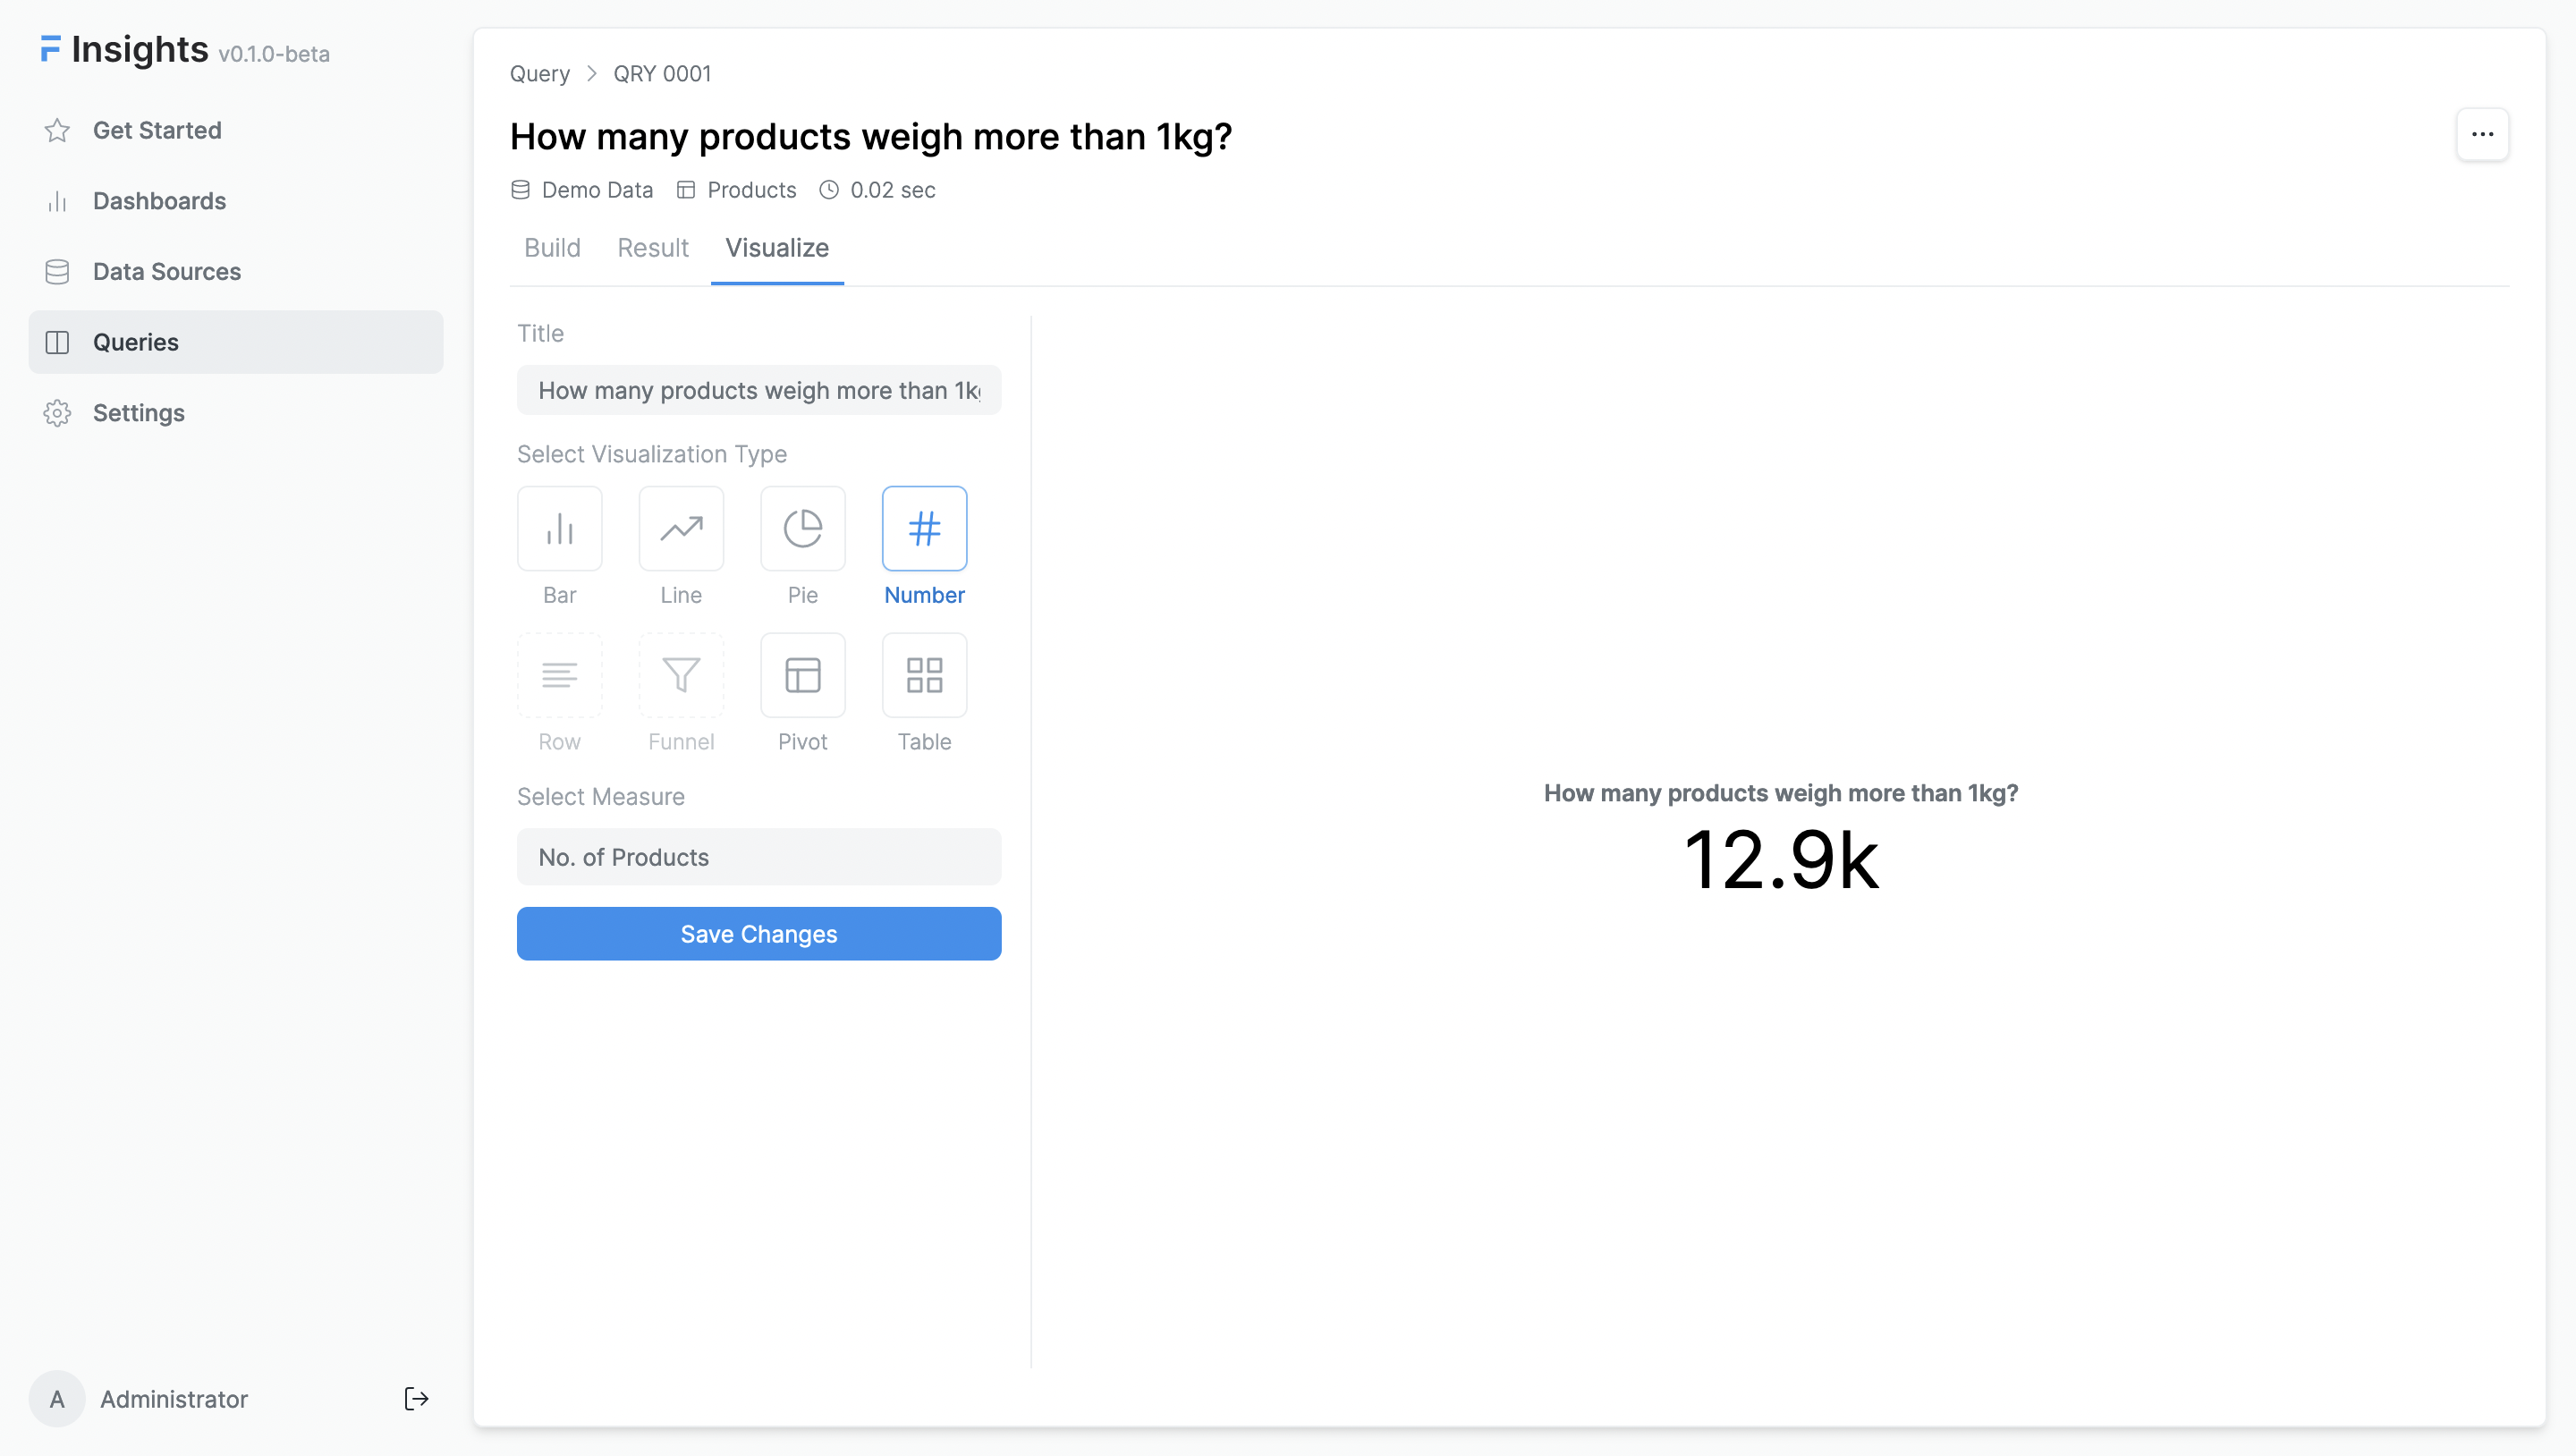 Insights v0.1.0-beta
Get Started
Dashboards
Data Sources
Queries
Settings
A Administrator
Query > QRY 0001
How many products weigh more than 1kg?
...
Demo Data Products 0.02 sec
Build Result Visualize
Title
How many products weigh more than 1k
Select Visualization Type
Bar Line Pie Number
Row Funnel Pivot Table
Select Measure
No. of Products
Save Changes
How many products weigh more than 1kg?
12.9k